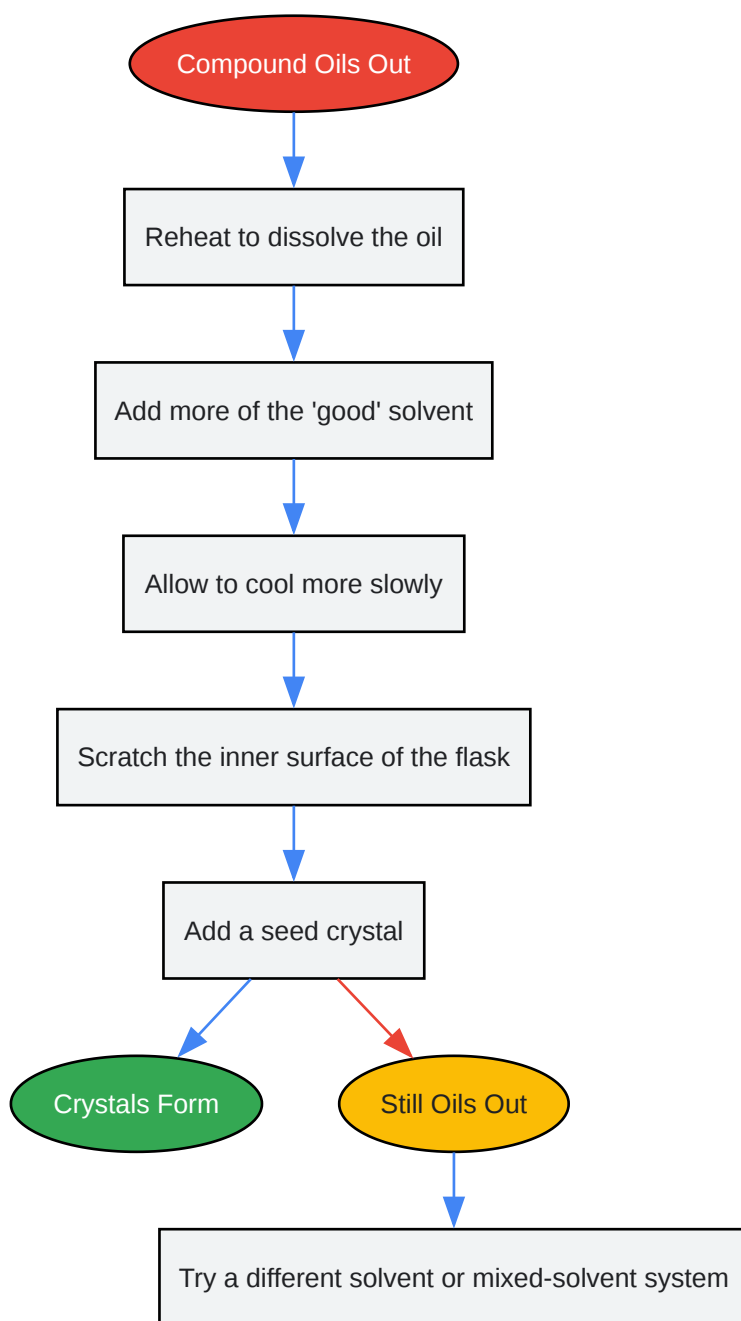 Compound Oils Out
Reheat to dissolve the oil
Add more of the 'good' solvent
Allow to cool more slowly
Scratch the inner surface of the flask
Add a seed crystal
Crystals Form
Still Oils Out
Try a different solvent or mixed-solvent system